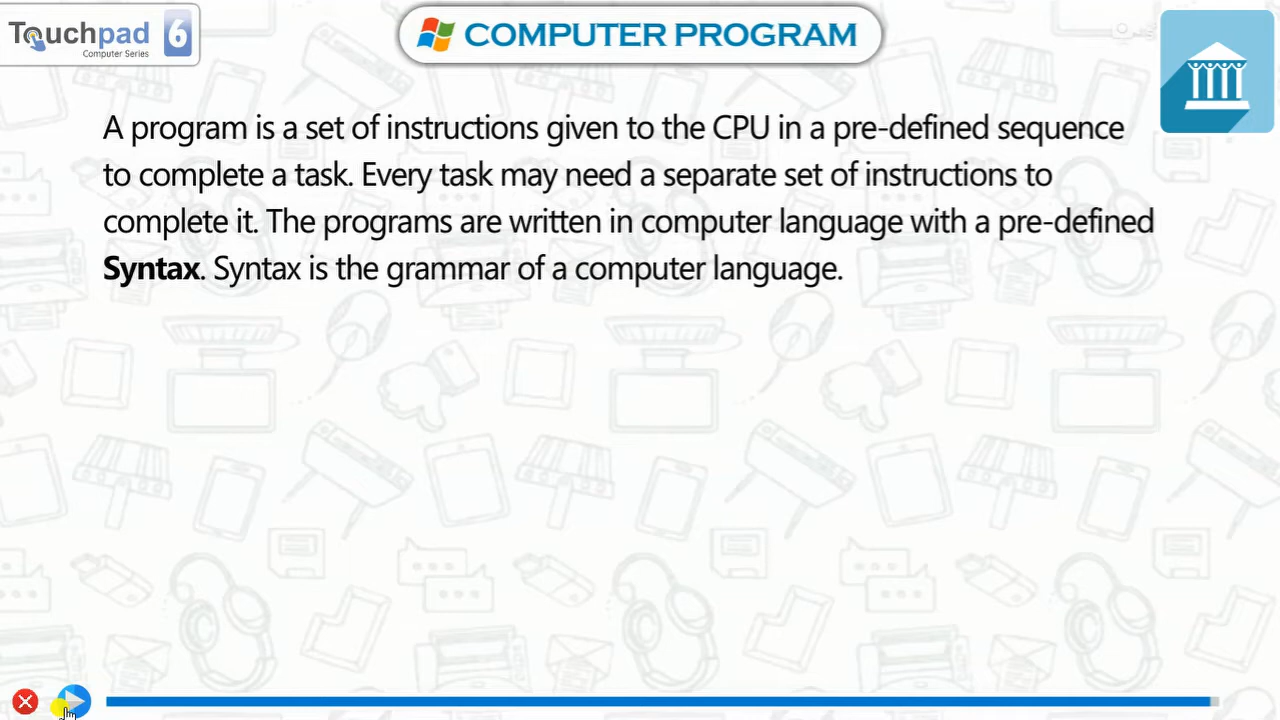 Touchpad 6
Computer Series
COMPUTER PROGRAM
A program is a set of instructions given to the CPU in a pre-defined sequence
to complete a task. Every task may need a separate set of instructions to
complete it. The programs are written in computer language with a pre-defined
Syntax. Syntax is the grammar of a computer language.